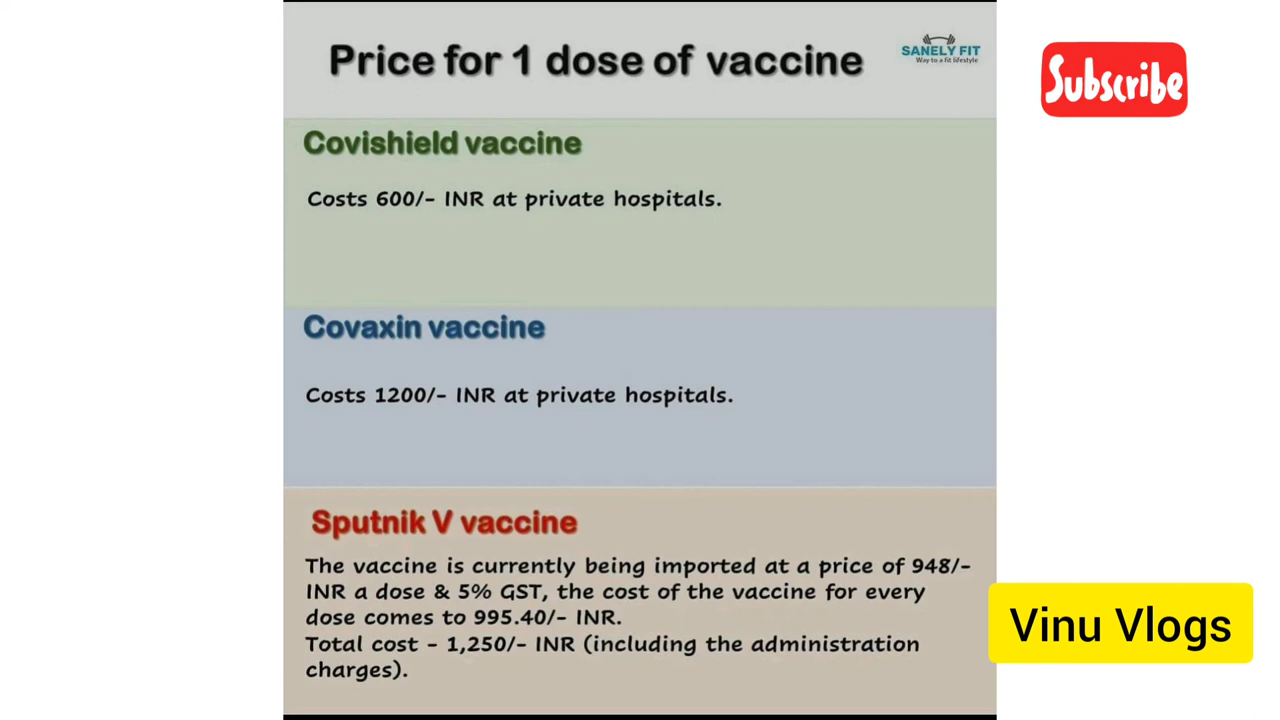 Price for 1 dose of vaccine
SANELY FIT
Way to a fit lifestyle
Subscribe
Covishield vaccine
Costs 600/- INR at private hospitals.
Covaxin vaccine
Costs 1200/- INR at private hospitals.
Sputnik V vaccine
The vaccine is currently being imported at a price of 948/-
INR a dose & 5% GST, the cost of the vaccine for every
dose comes to 995.40/- INR.
Total cost - 1,250/- INR (including the administration
charges).
Vinu Vlogs